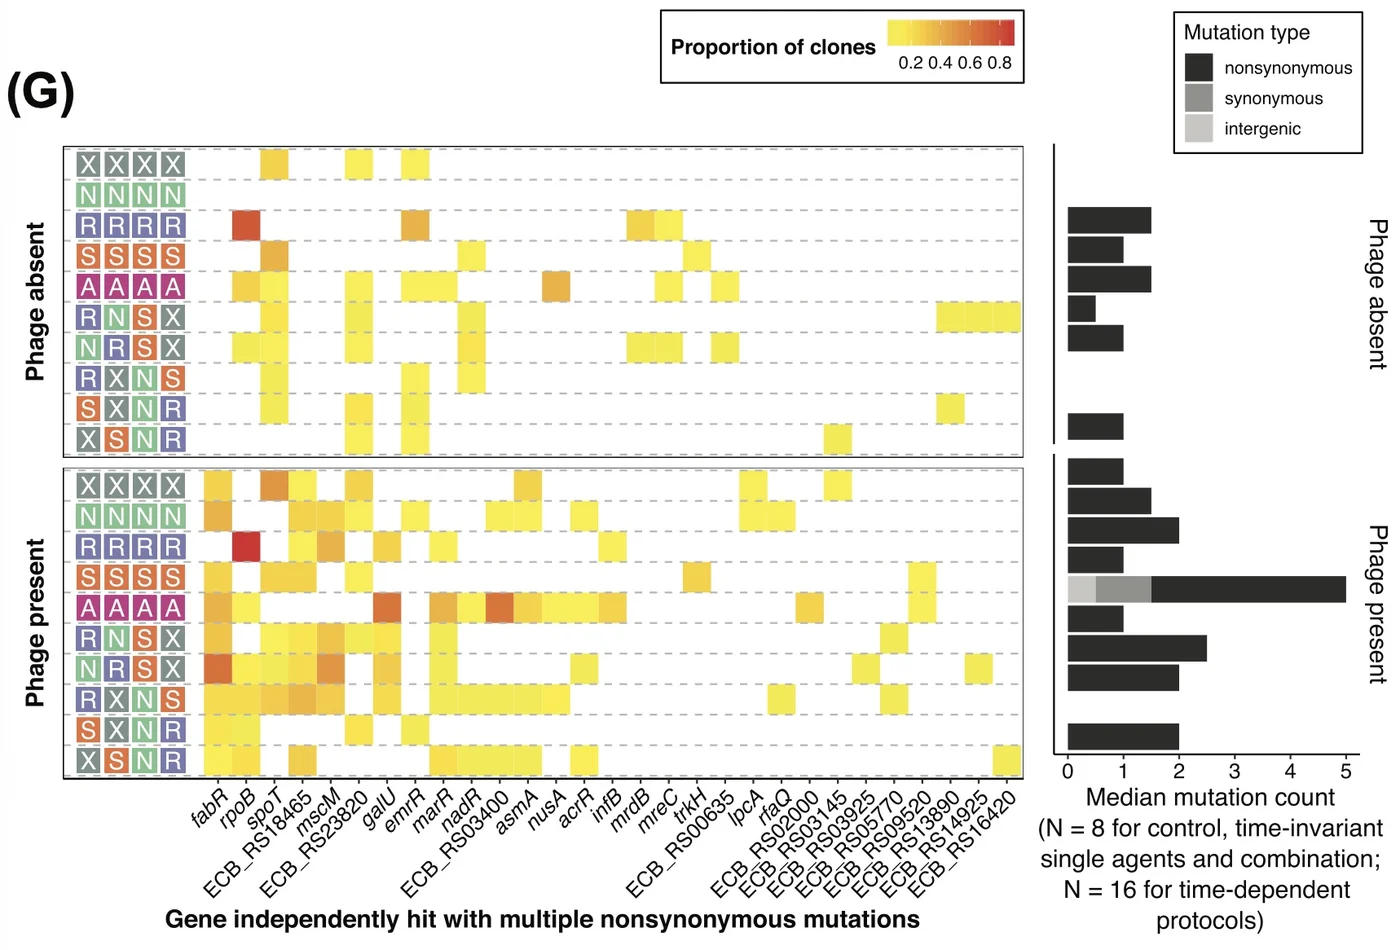 (G)
Proportion of clones
0.2 0.4 0.6 0.8
Mutation type
nonsynonymous
synonymous
intergenic
Phage absent
X X X X
N N N N
R R R R
S S S S
A A A A
R N S X
N R S X
R X N S
S X N R
X S N R
Phage absent
Phage present
X X X X
N N N N
R R R R
S S S S
A A A A
R N S X
N R S X
R X N S
S X N R
X S N R
Phage present
fabR
rpoB
spoT
ECB_RS18465
mscM
ECB_RS23820
galU
emrR
marR
nadR
ECB_RS03400
asmA
nusA
acrR
infB
mrdB
mreC
trkH
ECB_RS00635
lpcA
rfaQ
ECB_RS02000
ECB_RS03145
ECB_RS03925
ECB_RS05770
ECB_RS09520
ECB_RS13890
ECB_RS14925
ECB_RS16420
Gene independently hit with multiple nonsynonymous mutations
0 1 2 3 4 5
Median mutation count
(N = 8 for control, time-invariant
single agents and combination;
N = 16 for time-dependent
protocols)